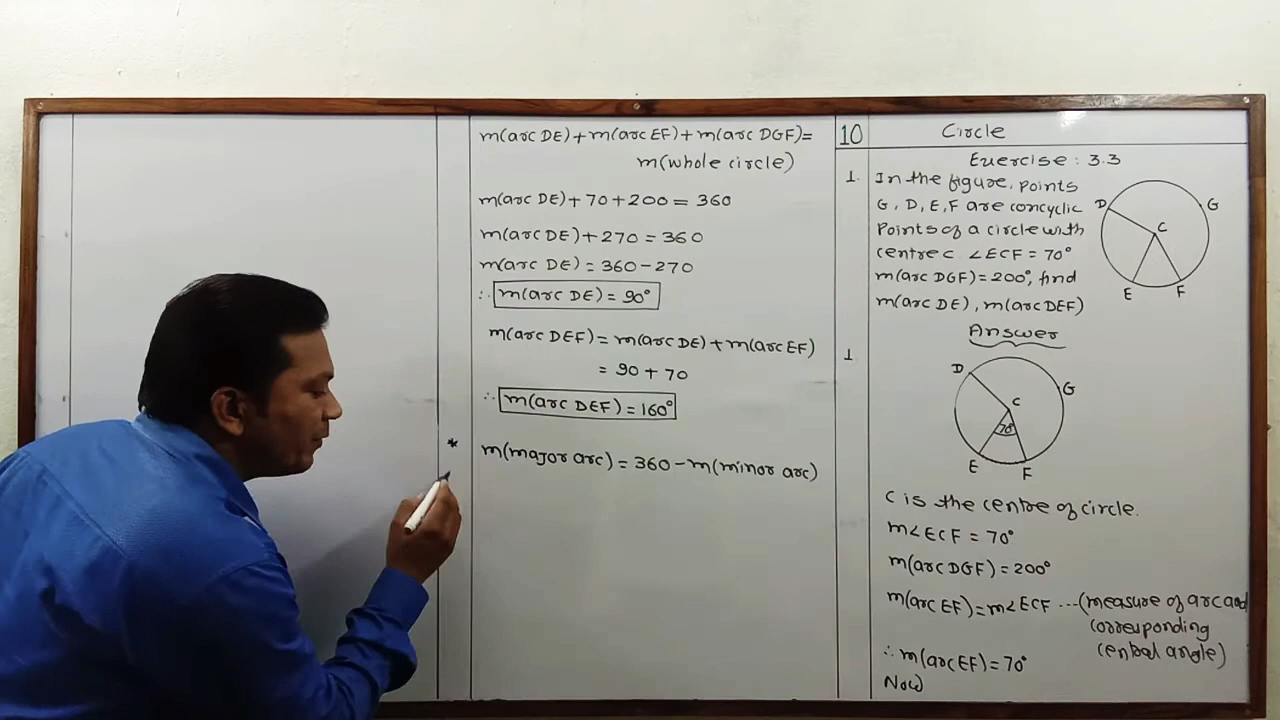 10 Circle
Exercise : 3.3
1. In the figure, points
G, D, E, F are concyclic
Points of a circle with
centre C ∠ECF = 70°
m(arc DGF) = 200°, find
m(arc DE), m(arc DEF)
D
G
C
E
F
Answer
1
D
G
C
70°
E
F
C is the centre of circle.
m∠ECF = 70°
m(arc DGF) = 200°
m(arc EF) = m∠ECF ---(measure of arc and
corresponding
central angle)
∴ m(arc EF) = 70°
Now
m(arc DE) + m(arc EF) + m(arc DGF) =
m(whole circle)
m(arc DE) + 70 + 200 = 360
m(arc DE) + 270 = 360
m(arc DE) = 360 - 270
∴ m(arc DE) = 90°
m(arc DEF) = m(arc DE) + m(arc EF)
= 90 + 70
∴ m(arc DEF) = 160°
* m(major arc) = 360 - m(minor arc)